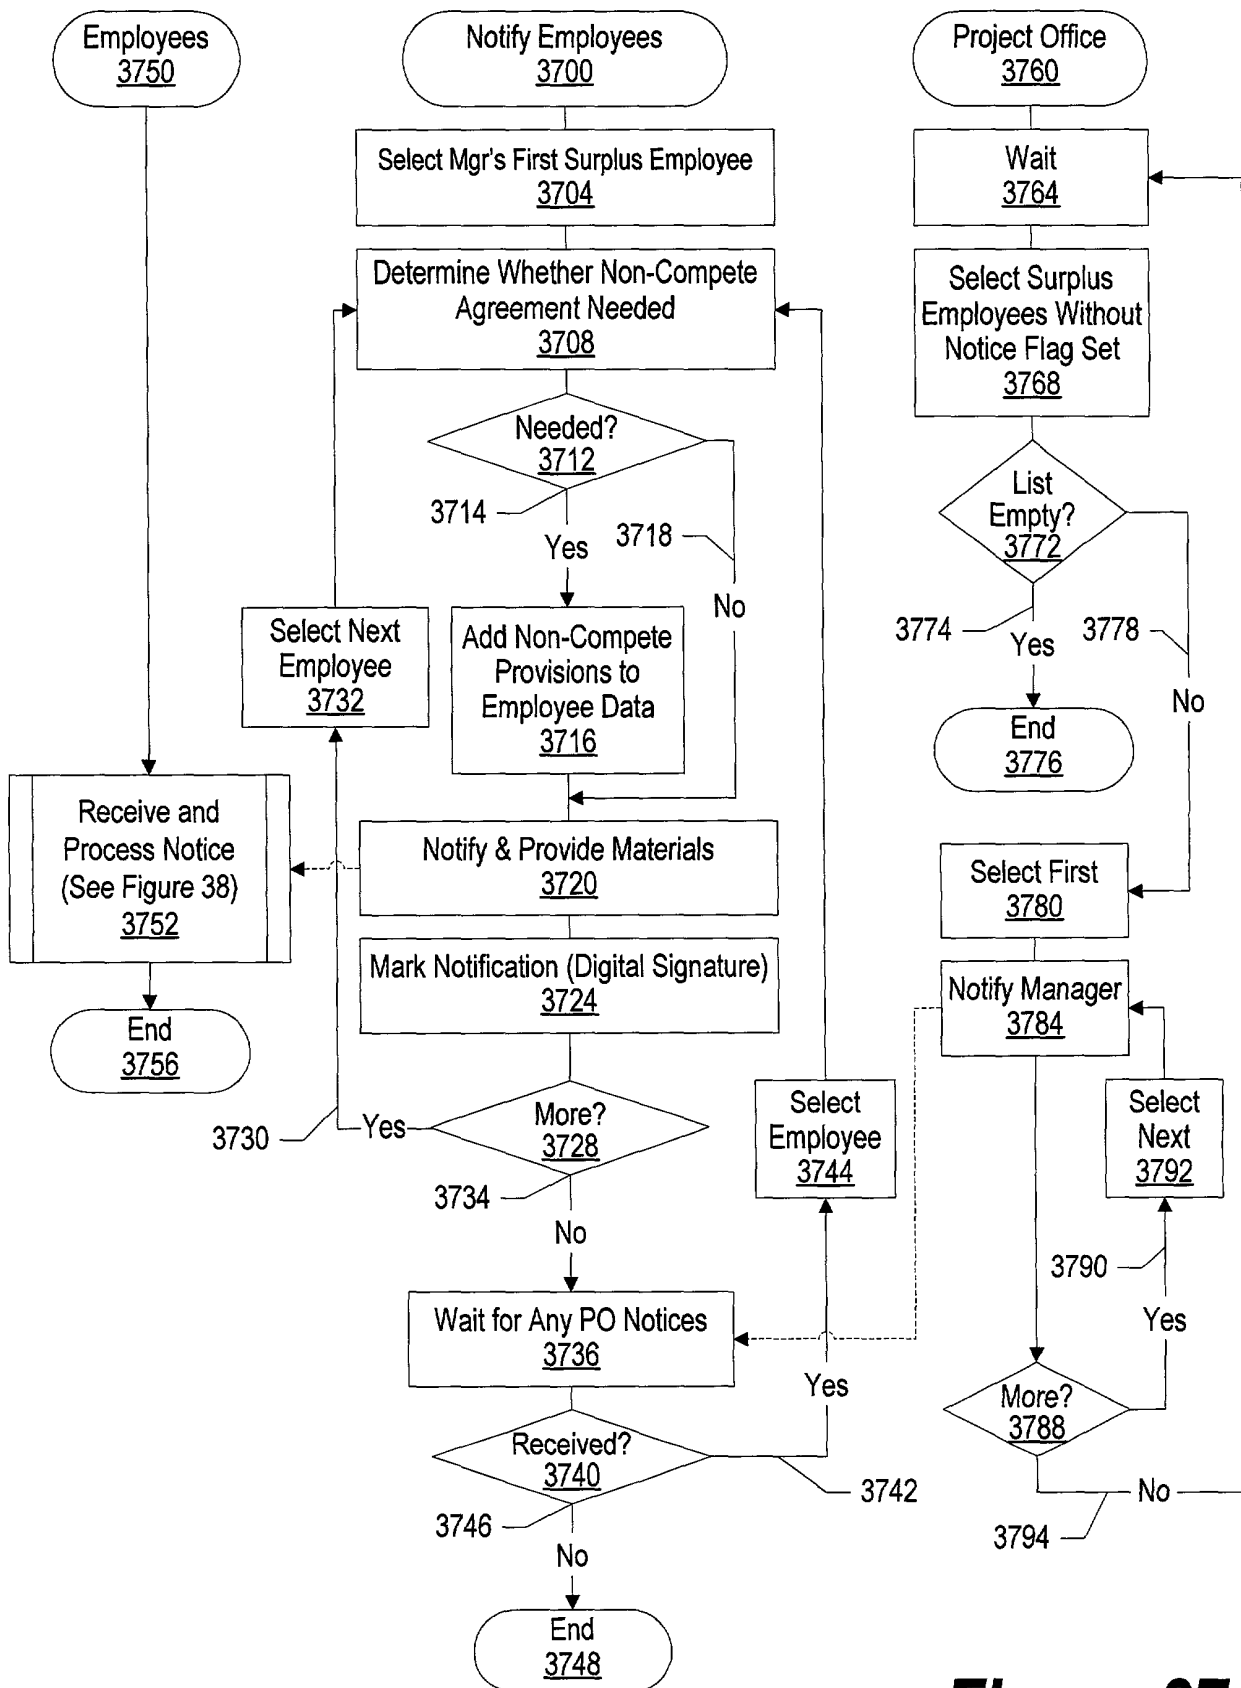 Employees
3750
Receive and
Process Notice
(See Figure 38)
3752
End
3756
Notify Employees
3700
Select Mgr's First Surplus Employee
3704
Determine Whether Non-Compete
Agreement Needed
3708
Needed?
3712
3714
Yes
3718
No
Add Non-Compete
Provisions to
Employee Data
3716
Select Next
Employee
3732
Notify & Provide Materials
3720
Mark Notification (Digital Signature)
3724
More?
3728
Yes
3730
3734
No
Wait for Any PO Notices
3736
Received?
3740
3742
Yes
Select
Employee
3744
3746
No
End
3748
Project Office
3760
Wait
3764
Select Surplus
Employees Without
Notice Flag Set
3768
List
Empty?
3772
3774
Yes
3778
No
End
3776
Select First
3780
Notify Manager
3784
Select
Next
3792
3790
Yes
More?
3788
No
3794